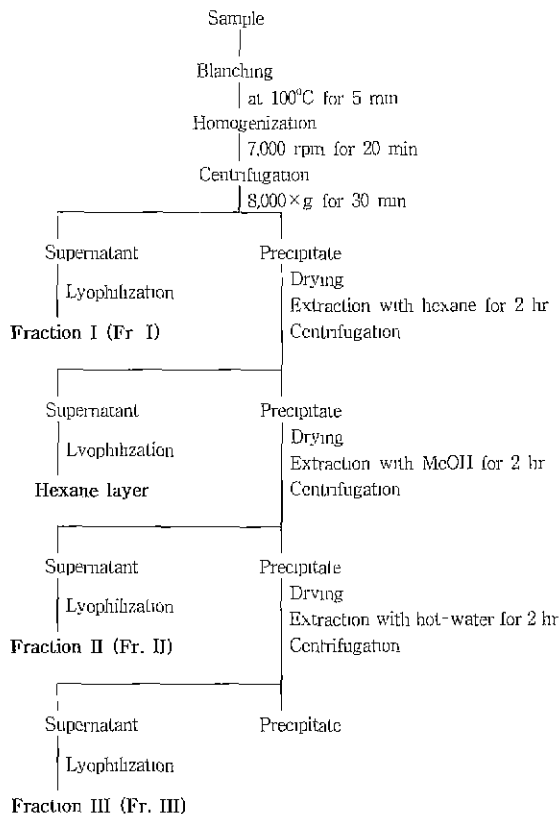 Sample
Blanching
at 100°C for 5 min
Homogenization
7,000 rpm for 20 min
Centrifugation
8,000×g for 30 min
Supernatant
Precipitate
Lyophilization
Drying
Extraction with hexane for 2 hr
Centrifugation
Fraction I (Fr I)
Supernatant
Precipitate
Lyophilization
Drying
Extraction with MeOH for 2 hr
Centrifugation
Hexane layer
Supernatant
Precipitate
Lyophilization
Drying
Extraction with hot-water for 2 hr
Centrifugation
Fraction II (Fr. II)
Supernatant
Precipitate
Lyophilization
Fraction III (Fr. III)